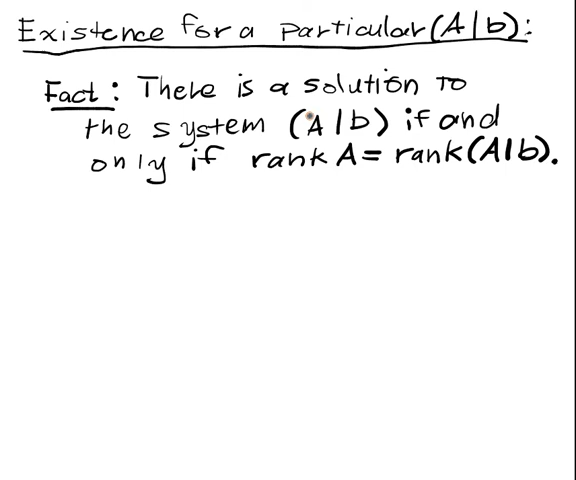 Existence for a particular (A|b):
Fact: There is a solution to
the system (A|b) if and
only if rank A = rank(A|b).